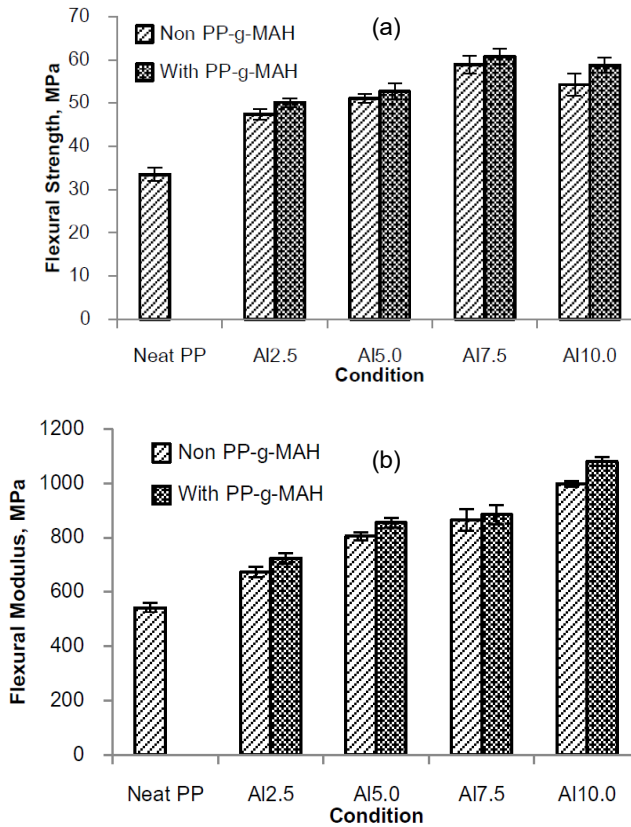 (a)
Non PP-g-MAH
With PP-g-MAH
Flexural Strength, MPa
70
60
50
40
30
20
10
0
Neat PP Al2.5 Al5.0 Al7.5 Al10.0
Condition
(b)
Non PP-g-MAH
With PP-g-MAH
Flexural Modulus, MPa
1200
1000
800
600
400
200
0
Neat PP Al2.5 Al5.0 Al7.5 Al10.0
Condition